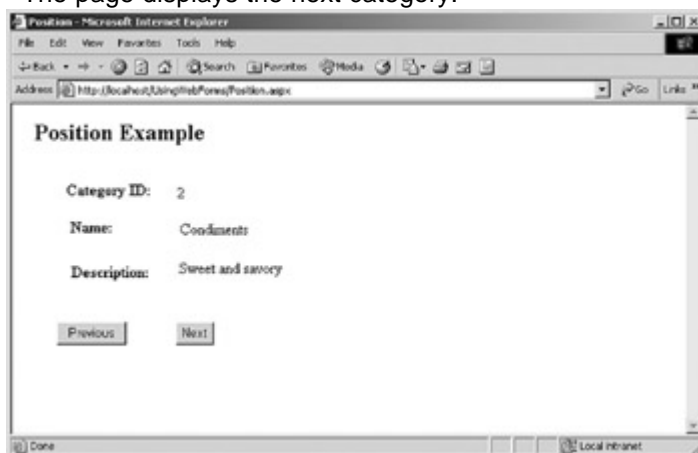 The page displays the next category.
Position - Microsoft Internet Explorer
File Edit View Favorites Tools Help
Back Search Favorites Media
Address http://localhost/UsingWebForms/Position.aspx Go Links »
Position Example
Category ID: 2
Name: Condiments
Description: Sweet and savory
Previous Next
Done Local intranet